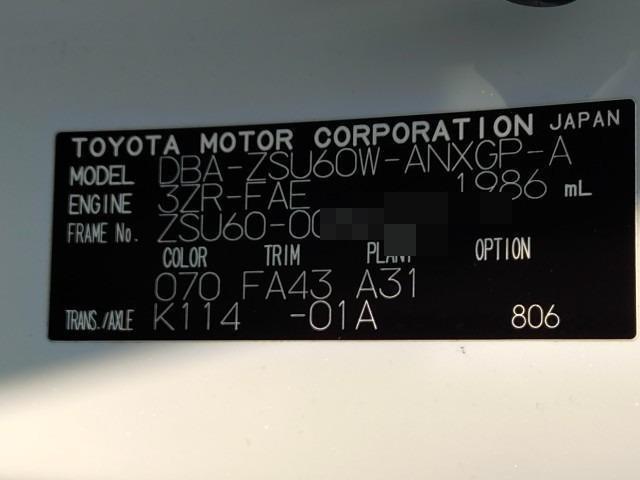 TOYOTA MOTOR CORPORATION JAPAN
MODEL DBA-ZSU60W-ANXGP-A
ENGINE 3ZR-FAE 1986 mL
FRAME No. ZSU60-00
COLOR TRIM PLANT OPTION
070 FA43 A31
TRANS./AXLE K114 -01A 806